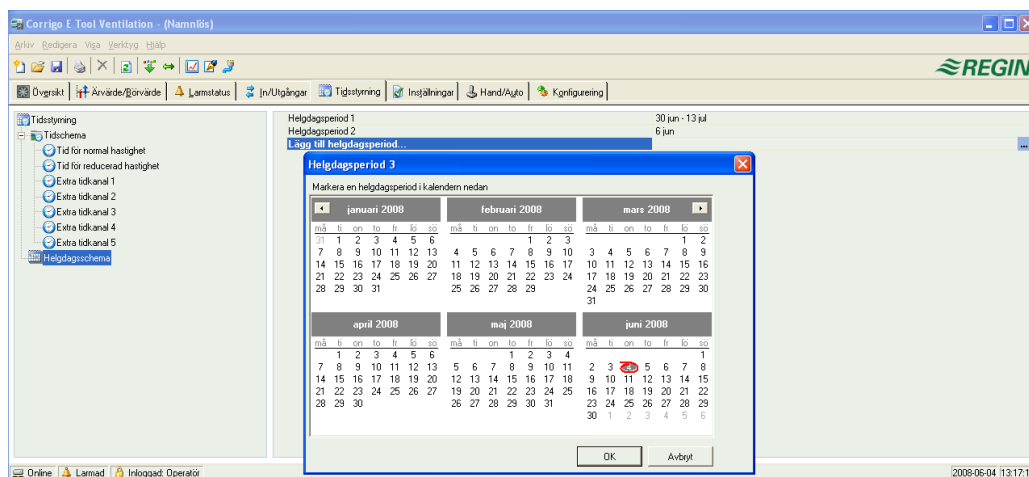 Corrigo E Tool Ventilation - (Namnlös)
Arkiv Redigera Visa Verktyg Hjälp
REGIN
Översikt Ärvärde/Börvärde Larmstatus In/Utgångar Tidsstyrning Inställningar Hand/Auto Konfigurering
Tidsstyrning
Tidschema
Tid för normal hastighet
Tid för reducerad hastighet
Extra tidkanal 1
Extra tidkanal 2
Extra tidkanal 3
Extra tidkanal 4
Extra tidkanal 5
Helgdagsschema
Helgdagsperiod 1 30 jun - 13 jul
Helgdagsperiod 2 6 jun
Lägg till helgdagsperiod... ...
Helgdagsperiod 3
Markera en helgdagsperiod i kalendern nedan
januari 2008
må ti on to fr lö sö
31 1 2 3 4 5 6
7 8 9 10 11 12 13
14 15 16 17 18 19 20
21 22 23 24 25 26 27
28 29 30 31
februari 2008
må ti on to fr lö sö
1 2 3
4 5 6 7 8 9 10
11 12 13 14 15 16 17
18 19 20 21 22 23 24
25 26 27 28 29
mars 2008
må ti on to fr lö sö
1 2
3 4 5 6 7 8 9
10 11 12 13 14 15 16
17 18 19 20 21 22 23
24 25 26 27 28 29 30
31
april 2008
må ti on to fr lö sö
1 2 3 4 5 6
7 8 9 10 11 12 13
14 15 16 17 18 19 20
21 22 23 24 25 26 27
28 29 30
maj 2008
må ti on to fr lö sö
1 2 3 4
5 6 7 8 9 10 11
12 13 14 15 16 17 18
19 20 21 22 23 24 25
26 27 28 29 30 31
juni 2008
må ti on to fr lö sö
1
2 3 4 5 6 7 8
9 10 11 12 13 14 15
16 17 18 19 20 21 22
23 24 25 26 27 28 29
30 1 2 3 4 5 6
OK Avbryt
Online Larmad Inloggad: Operatör 2008-06-04 13:17:1